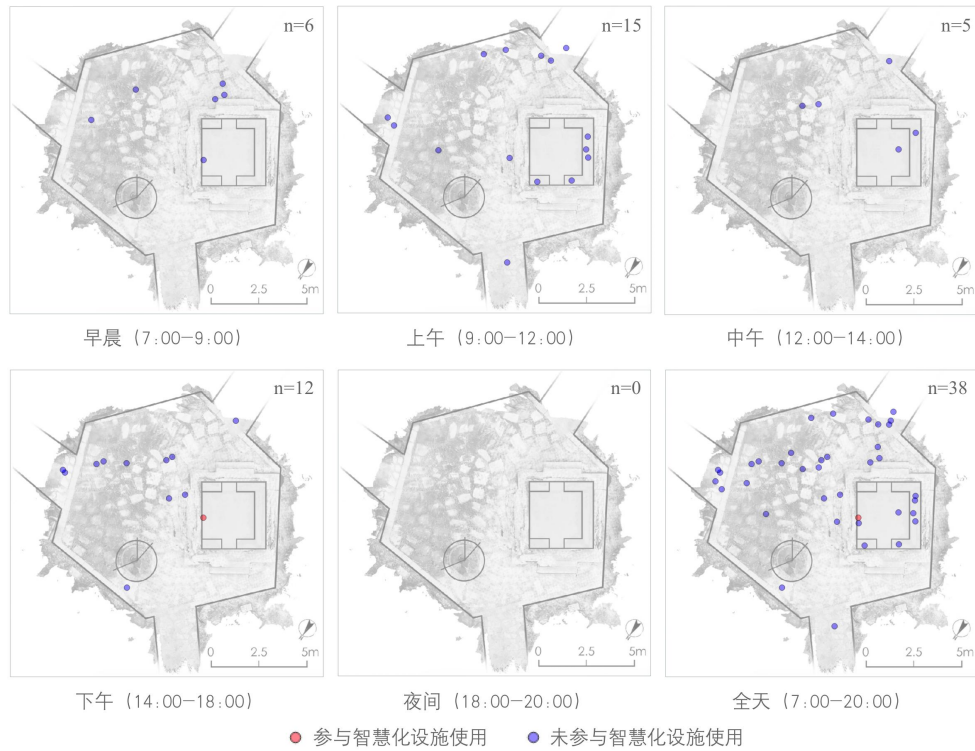 n=6
n=15
n=5
0 2.5 5m
0 2.5 5m
0 2.5 5m
早晨 (7:00-9:00)
上午 (9:00-12:00)
中午 (12:00-14:00)
n=12
n=0
n=38
0 2.5 5m
0 2.5 5m
0 2.5 5m
下午 (14:00-18:00)
夜间 (18:00-20:00)
全天 (7:00-20:00)
参与智慧化设施使用
未参与智慧化设施使用